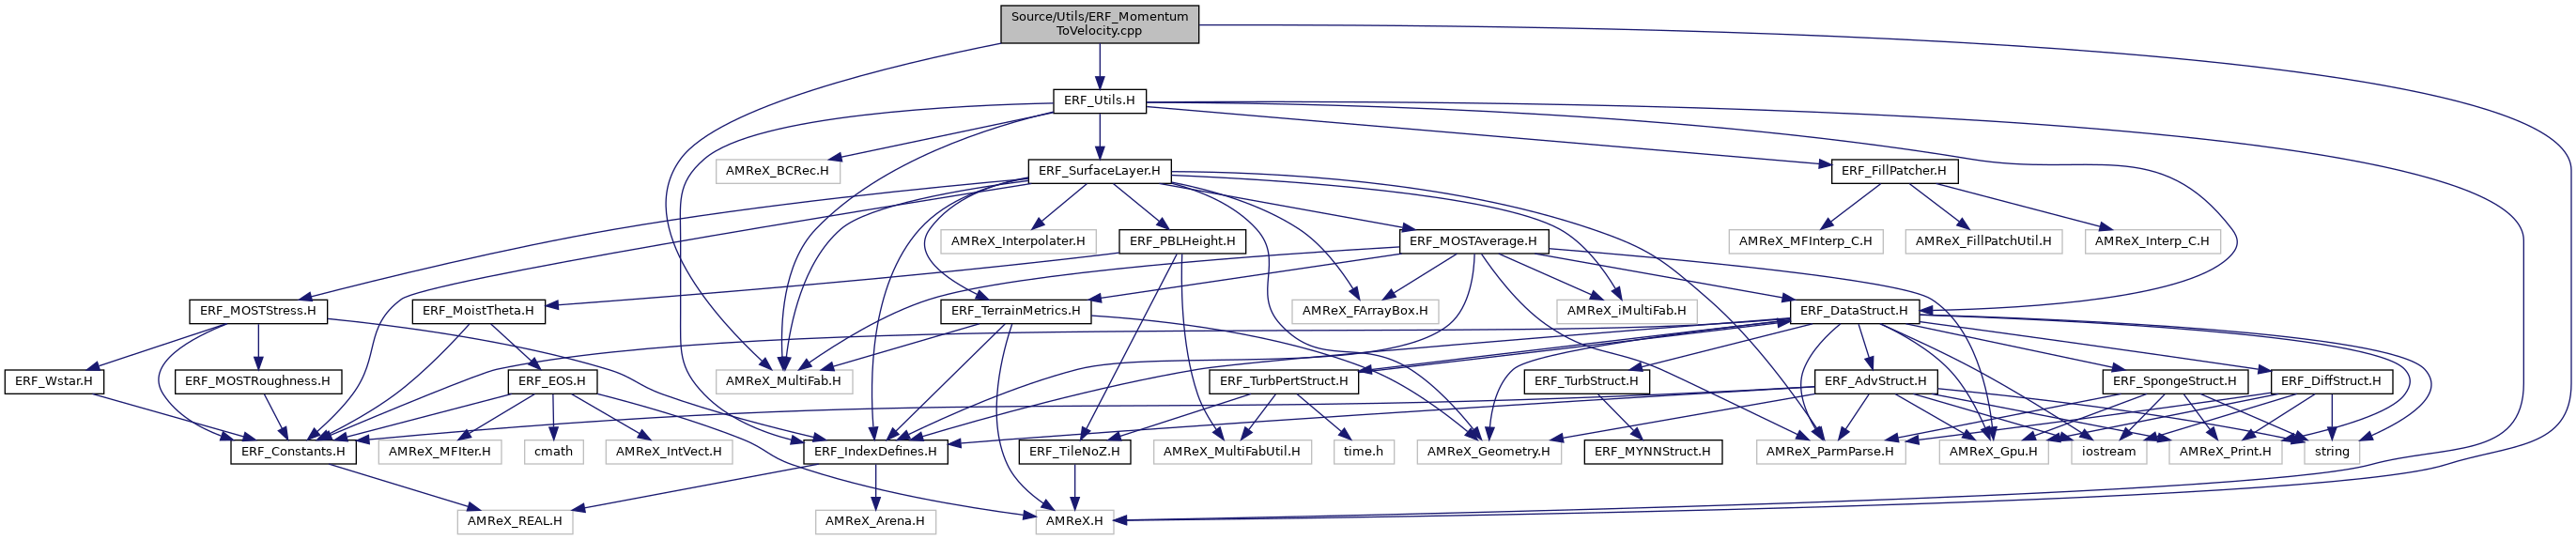 Source/Utils/ERF_Momentum
ToVelocity.cpp
ERF_Utils.H
AMReX_BCRec.H
ERF_SurfaceLayer.H
ERF_FillPatcher.H
AMReX_Interpolater.H
ERF_PBLHeight.H
ERF_MOSTAverage.H
AMReX_MFInterp_C.H
AMReX_FillPatchUtil.H
AMReX_Interp_C.H
ERF_MOSTStress.H
ERF_MoistTheta.H
ERF_TerrainMetrics.H
AMReX_FArrayBox.H
AMReX_iMultiFab.H
ERF_DataStruct.H
ERF_Wstar.H
ERF_MOSTRoughness.H
ERF_EOS.H
AMReX_MultiFab.H
ERF_TurbPertStruct.H
ERF_TurbStruct.H
ERF_AdvStruct.H
ERF_SpongeStruct.H
ERF_DiffStruct.H
ERF_Constants.H
AMReX_MFIter.H
cmath
AMReX_IntVect.H
ERF_IndexDefines.H
ERF_TileNoZ.H
AMReX_MultiFabUtil.H
time.h
AMReX_Geometry.H
ERF_MYNNStruct.H
AMReX_ParmParse.H
AMReX_Gpu.H
iostream
AMReX_Print.H
string
AMReX_REAL.H
AMReX_Arena.H
AMReX.H